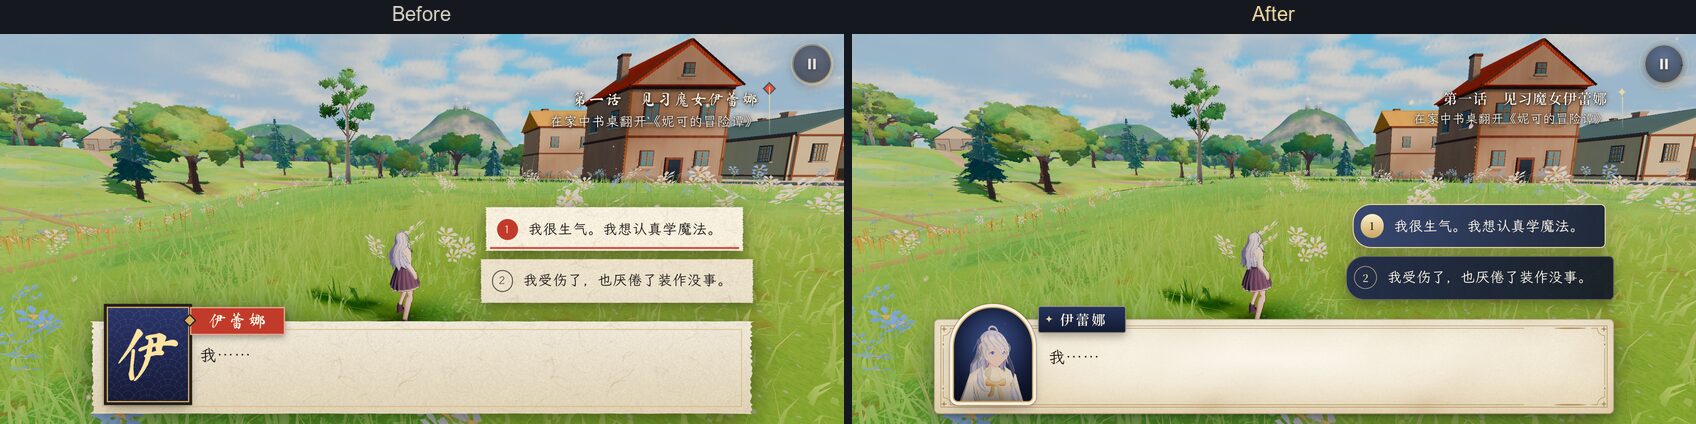 Before
第一话 见习魔女伊蕾娜
在家中书桌翻开《妮可的冒险谭》
1 我很生气。我想认真学魔法。
2 我受伤了，也厌倦了装作没事。
伊
伊蕾娜
我……
After
第一话 见习魔女伊蕾娜
在家中书桌翻开《妮可的冒险谭》
1 我很生气。我想认真学魔法。
2 我受伤了，也厌倦了装作没事。
伊蕾娜
我……